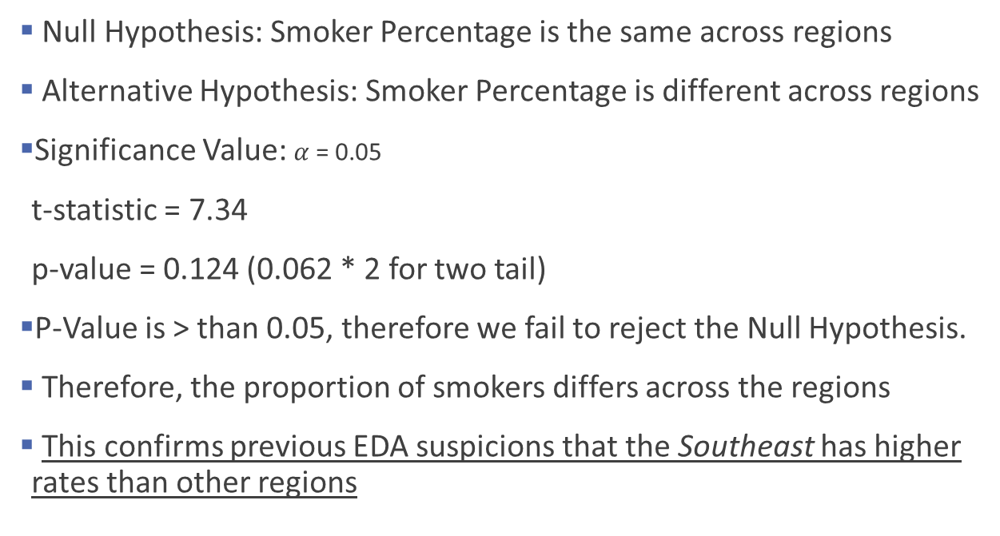 ▪ Null Hypothesis: Smoker Percentage is the same across regions
▪ Alternative Hypothesis: Smoker Percentage is different across regions
▪Significance Value: 𝛼 = 0.05
t-statistic = 7.34
p-value = 0.124 (0.062 * 2 for two tail)
▪P-Value is > than 0.05, therefore we fail to reject the Null Hypothesis.
▪ Therefore, the proportion of smokers differs across the regions
▪ This confirms previous EDA suspicions that the Southeast has higher
rates than other regions